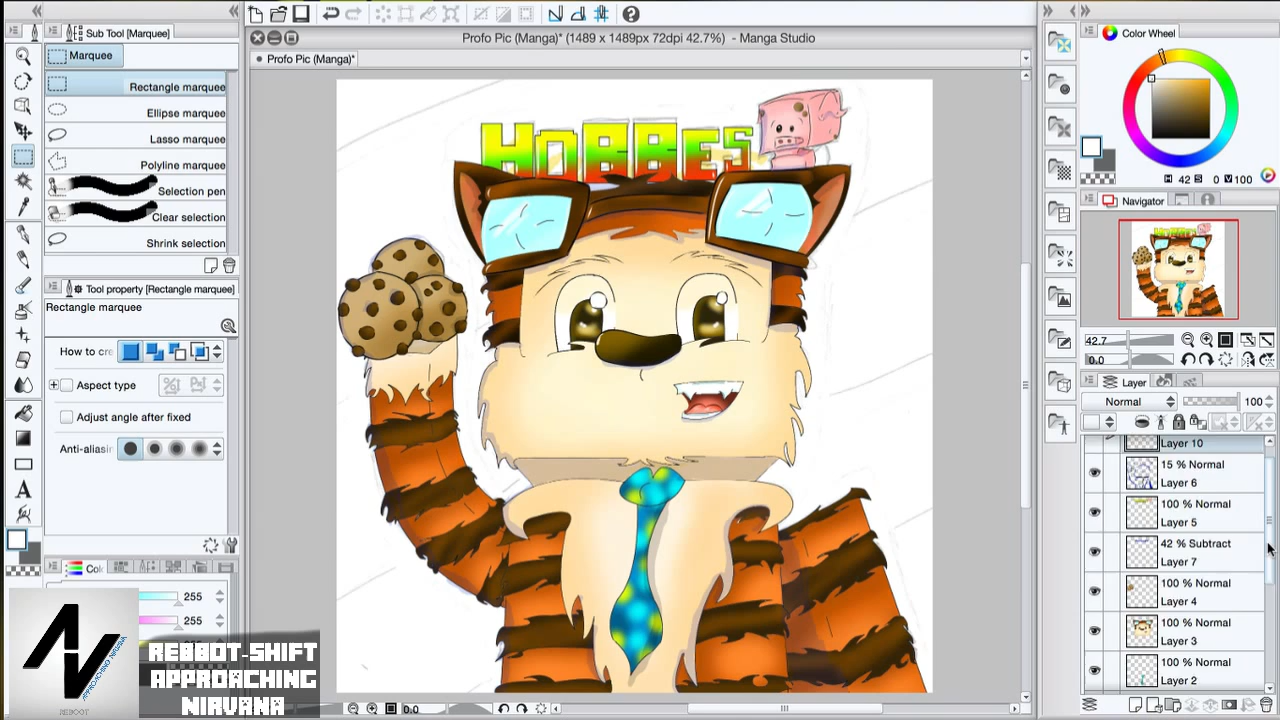 Sub Tool [Marquee]
Marquee
Rectangle marquee
Ellipse marquee
Lasso marquee
Polyline marquee
Selection pen
Clear selection
Shrink selection
Tool property [Rectangle marquee]
Rectangle marquee
How to cre
Aspect type
Adjust angle after fixed
Anti-aliasin
Col
255
255
REBOOT
REBBOT-SHIFT
APPROACHING
NIRVANA
Profo Pic (Manga)* (1489 x 1489px 72dpi 42.7%) - Manga Studio
Profo Pic (Manga)*
HOBBES
0.0
Color Wheel
H 42 S 0 V 100
Navigator
42.7
0.0
Layer
Normal
100
Layer 10
15 % Normal
Layer 6
100 % Normal
Layer 5
42 % Subtract
Layer 7
100 % Normal
Layer 4
100 % Normal
Layer 3
100 % Normal
Layer 2